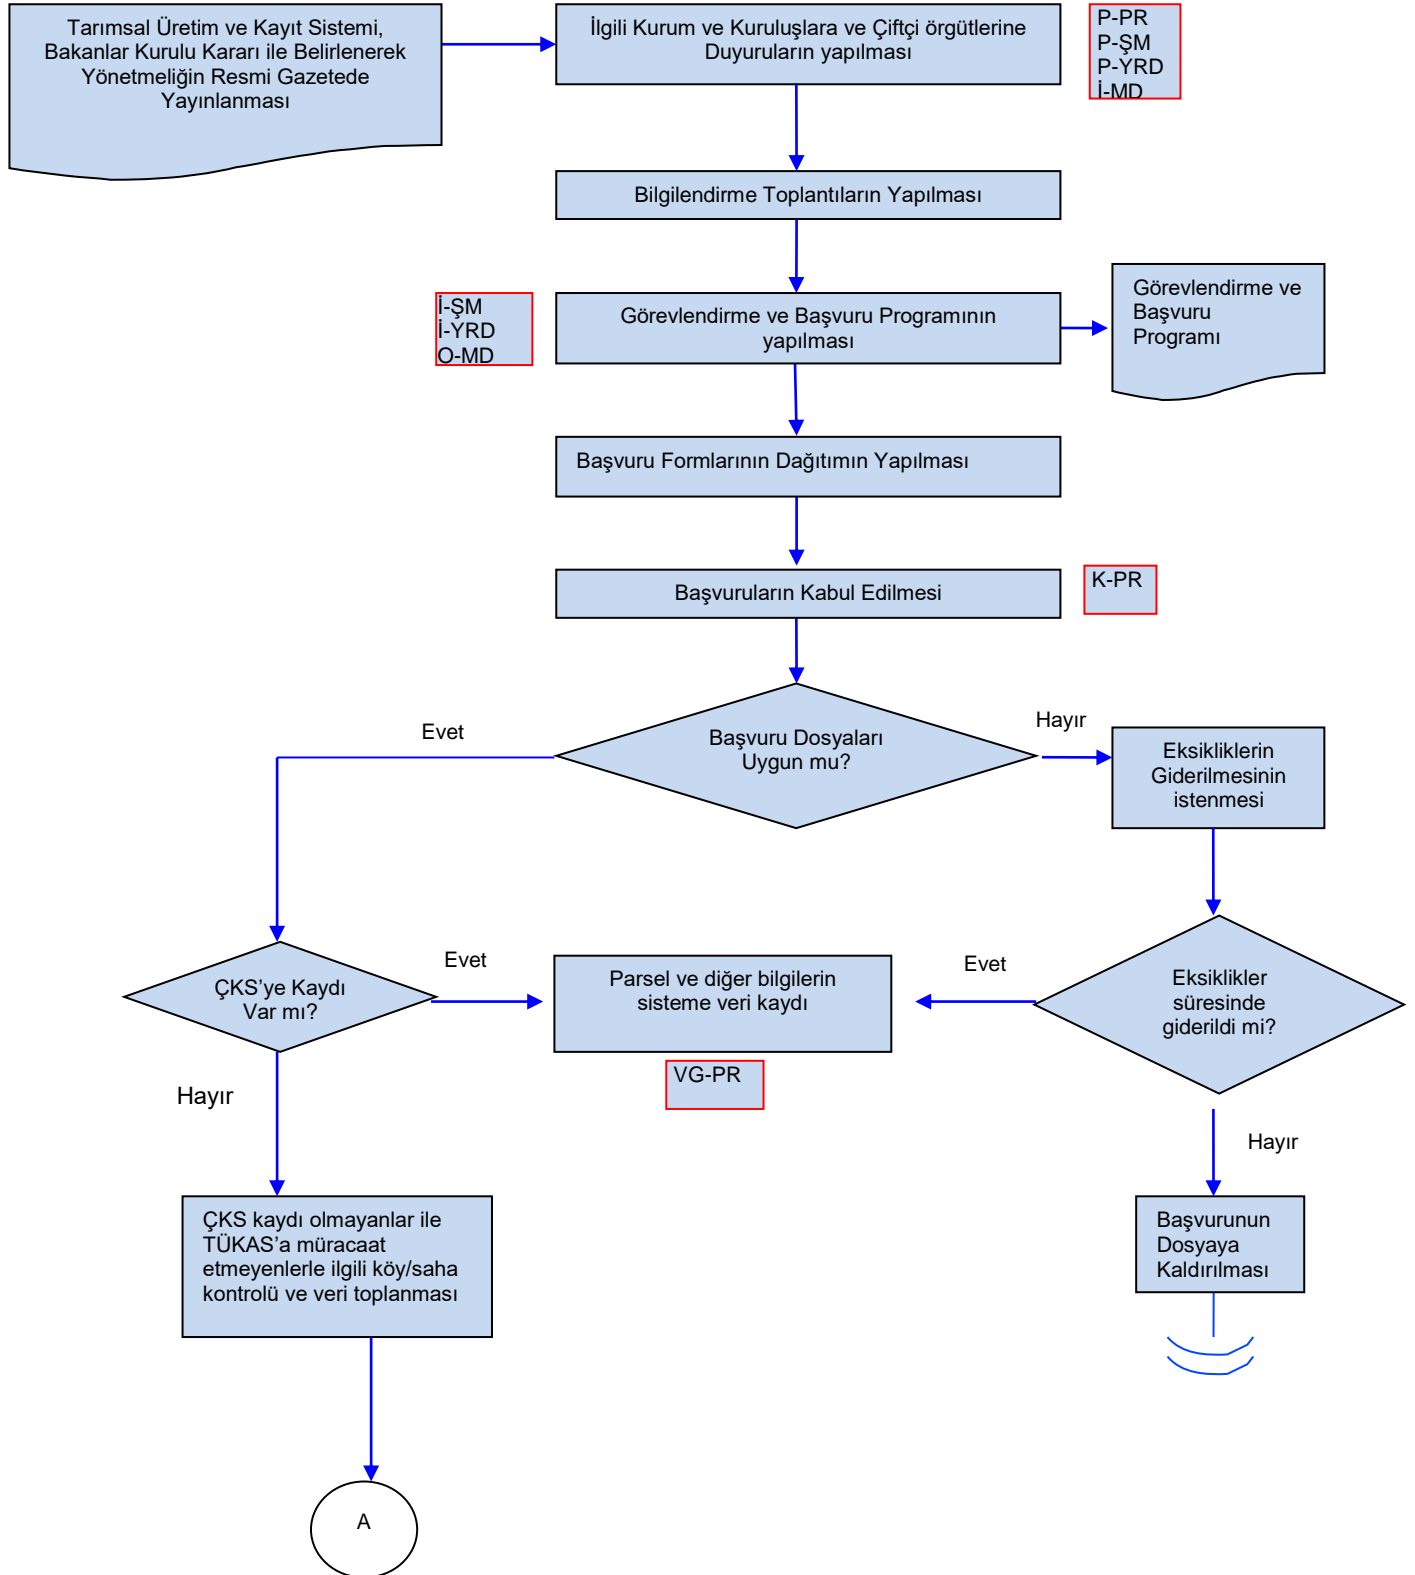 Tarımsal Üretim ve Kayıt Sistemi,
Bakanlar Kurulu Kararı ile Belirlenerek
Yönetmeliğin Resmi Gazetede
Yayınlanması
İlgili Kurum ve Kuruluşlara ve Çiftçi örgütlerine
Duyuruların yapılması
P-PR
P-ŞM
P-YRD
İ-MD
Bilgilendirme Toplantıların Yapılması
İ-ŞM
İ-YRD
O-MD
Görevlendirme ve Başvuru Programının
yapılması
Görevlendirme ve
Başvuru
Programı
Başvuru Formlarının Dağıtımın Yapılması
Başvuruların Kabul Edilmesi
K-PR
Başvuru Dosyaları
Uygun mu?
Evet
Hayır
Eksikliklerin
Giderilmesinin
istenmesi
ÇKS’ye Kaydı
Var mı?
Evet
Parsel ve diğer bilgilerin
sisteme veri kaydı
Evet
Eksiklikler
süresinde
giderildi mi?
VG-PR
Hayır
Hayır
ÇKS kaydı olmayanlar ile
TÜKAS’a müracaat
etmeyenlerle ilgili köy/saha
kontrolü ve veri toplanması
Başvurunun
Dosyaya
Kaldırılması
A